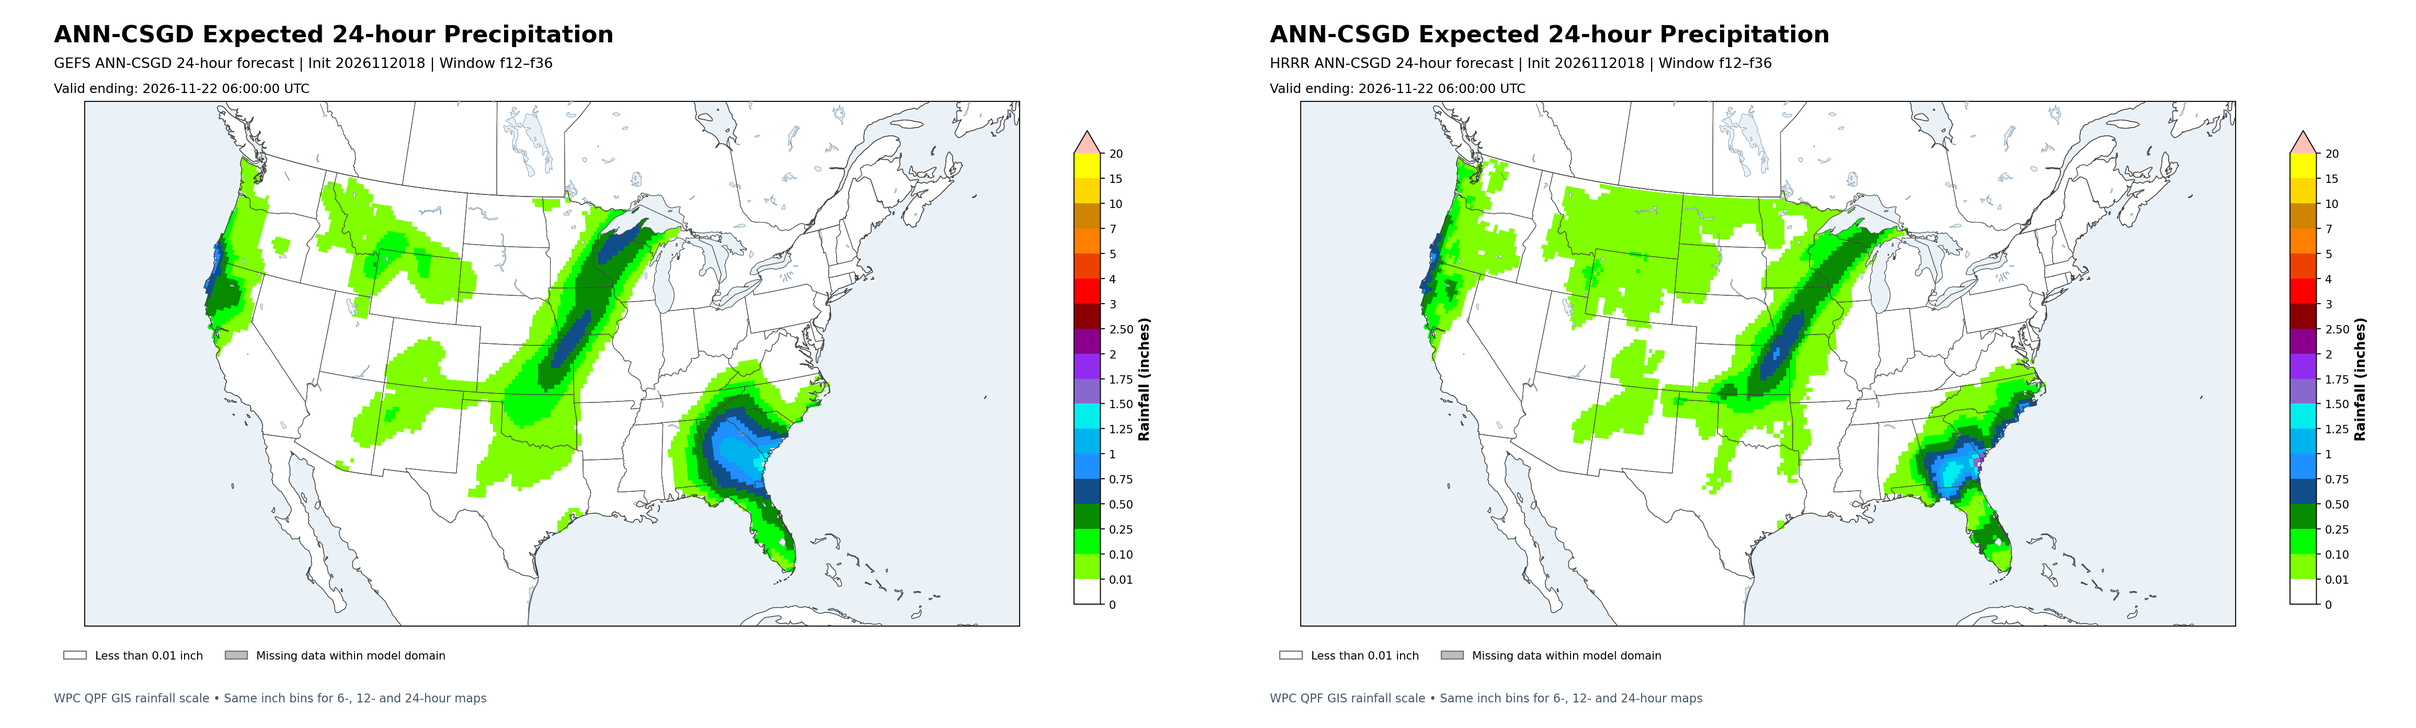 ANN-CSGD Expected 24-hour Precipitation
GEFS ANN-CSGD 24-hour forecast | Init 2026112018 | Window f12–f36
Valid ending: 2026-11-22 06:00:00 UTC
20
15
10
7
5
4
3
2.50
2
1.75
1.50
1.25
1
0.75
0.50
0.25
0.10
0.01
0
Rainfall (inches)
Less than 0.01 inch
Missing data within model domain
WPC QPF GIS rainfall scale • Same inch bins for 6-, 12- and 24-hour maps
ANN-CSGD Expected 24-hour Precipitation
HRRR ANN-CSGD 24-hour forecast | Init 2026112018 | Window f12–f36
Valid ending: 2026-11-22 06:00:00 UTC
20
15
10
7
5
4
3
2.50
2
1.75
1.50
1.25
1
0.75
0.50
0.25
0.10
0.01
0
Rainfall (inches)
Less than 0.01 inch
Missing data within model domain
WPC QPF GIS rainfall scale • Same inch bins for 6-, 12- and 24-hour maps